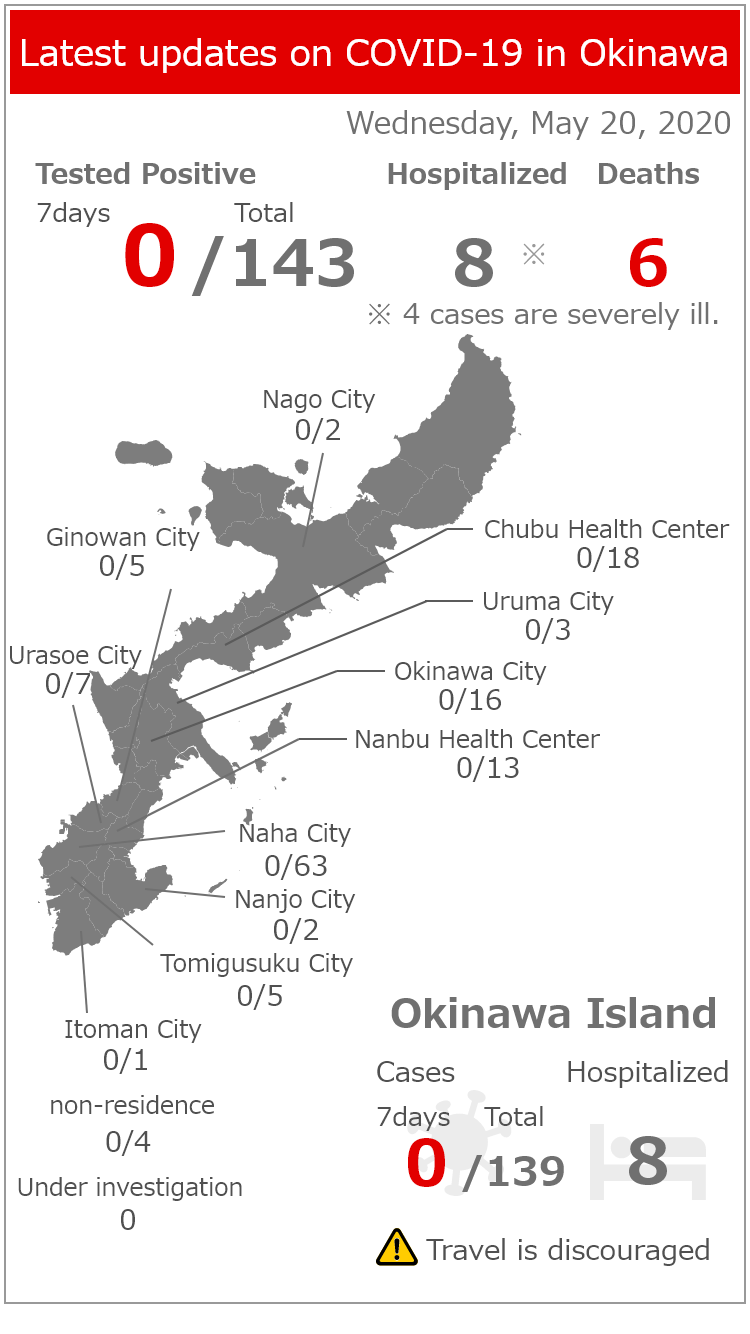 Latest updates on COVID-19 in Okinawa
Wednesday, May 20, 2020
Tested Positive Hospitalized Deaths
7days Total
0 /143 8 ※ 6
※ 4 cases are severely ill.
Nago City
0/2
Ginowan City
0/5
Chubu Health Center
0/18
Uruma City
0/3
Urasoe City
0/7
Okinawa City
0/16
Nanbu Health Center
0/13
Naha City
0/63
Nanjo City
0/2
Tomigusuku City
0/5
Itoman City
0/1
non-residence
0/4
Under investigation
0
Okinawa Island
Cases Hospitalized
7days Total
0 /139 8
! Travel is discouraged